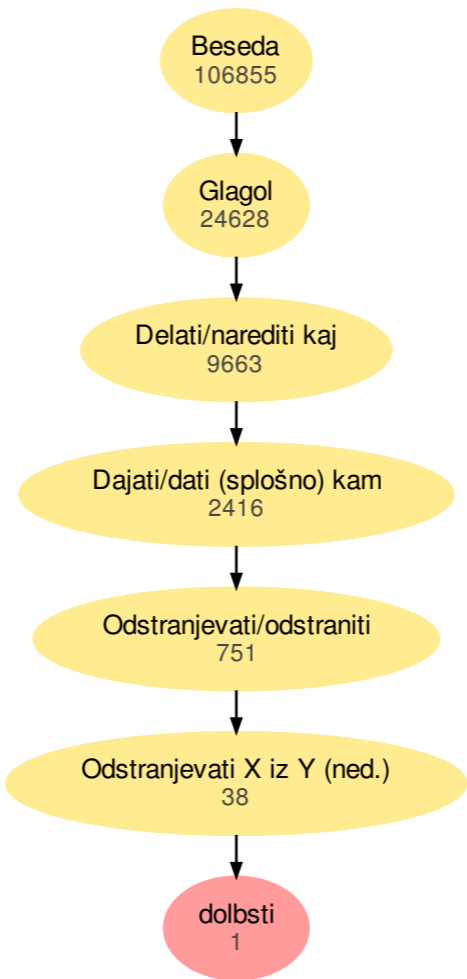 Beseda
106855
Glagol
24628
Delati/narediti kaj
9663
Dajati/dati (splošno) kam
2416
Odstranjevati/odstraniti
751
Odstranjevati X iz Y (ned.)
38
dolbsti
1